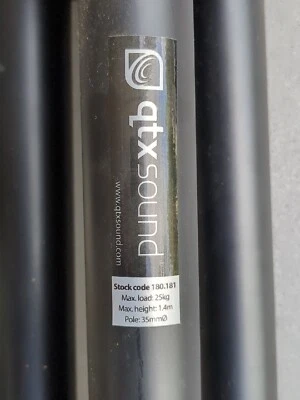 qtxsound
www.qtxsound.com
Stock code 180.181
Max. load: 25kg
Max. height: 1.4m
Pole: 35mmØ